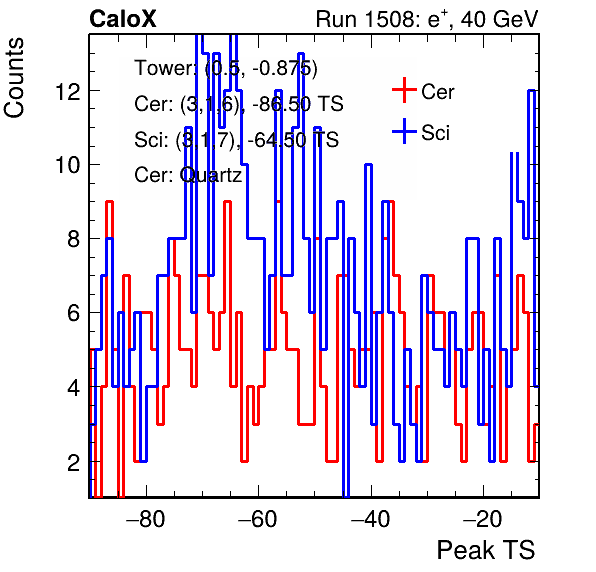 CaloX Run 1508: e+, 40 GeV
Counts
Tower: (0.5, -0.875)
Cer: (3,1,6), -86.50 TS
Sci: (3,1,7), -64.50 TS
Cer: Quartz
Cer
Sci
12
10
8
6
4
2
−80 −60 −40 −20
Peak TS